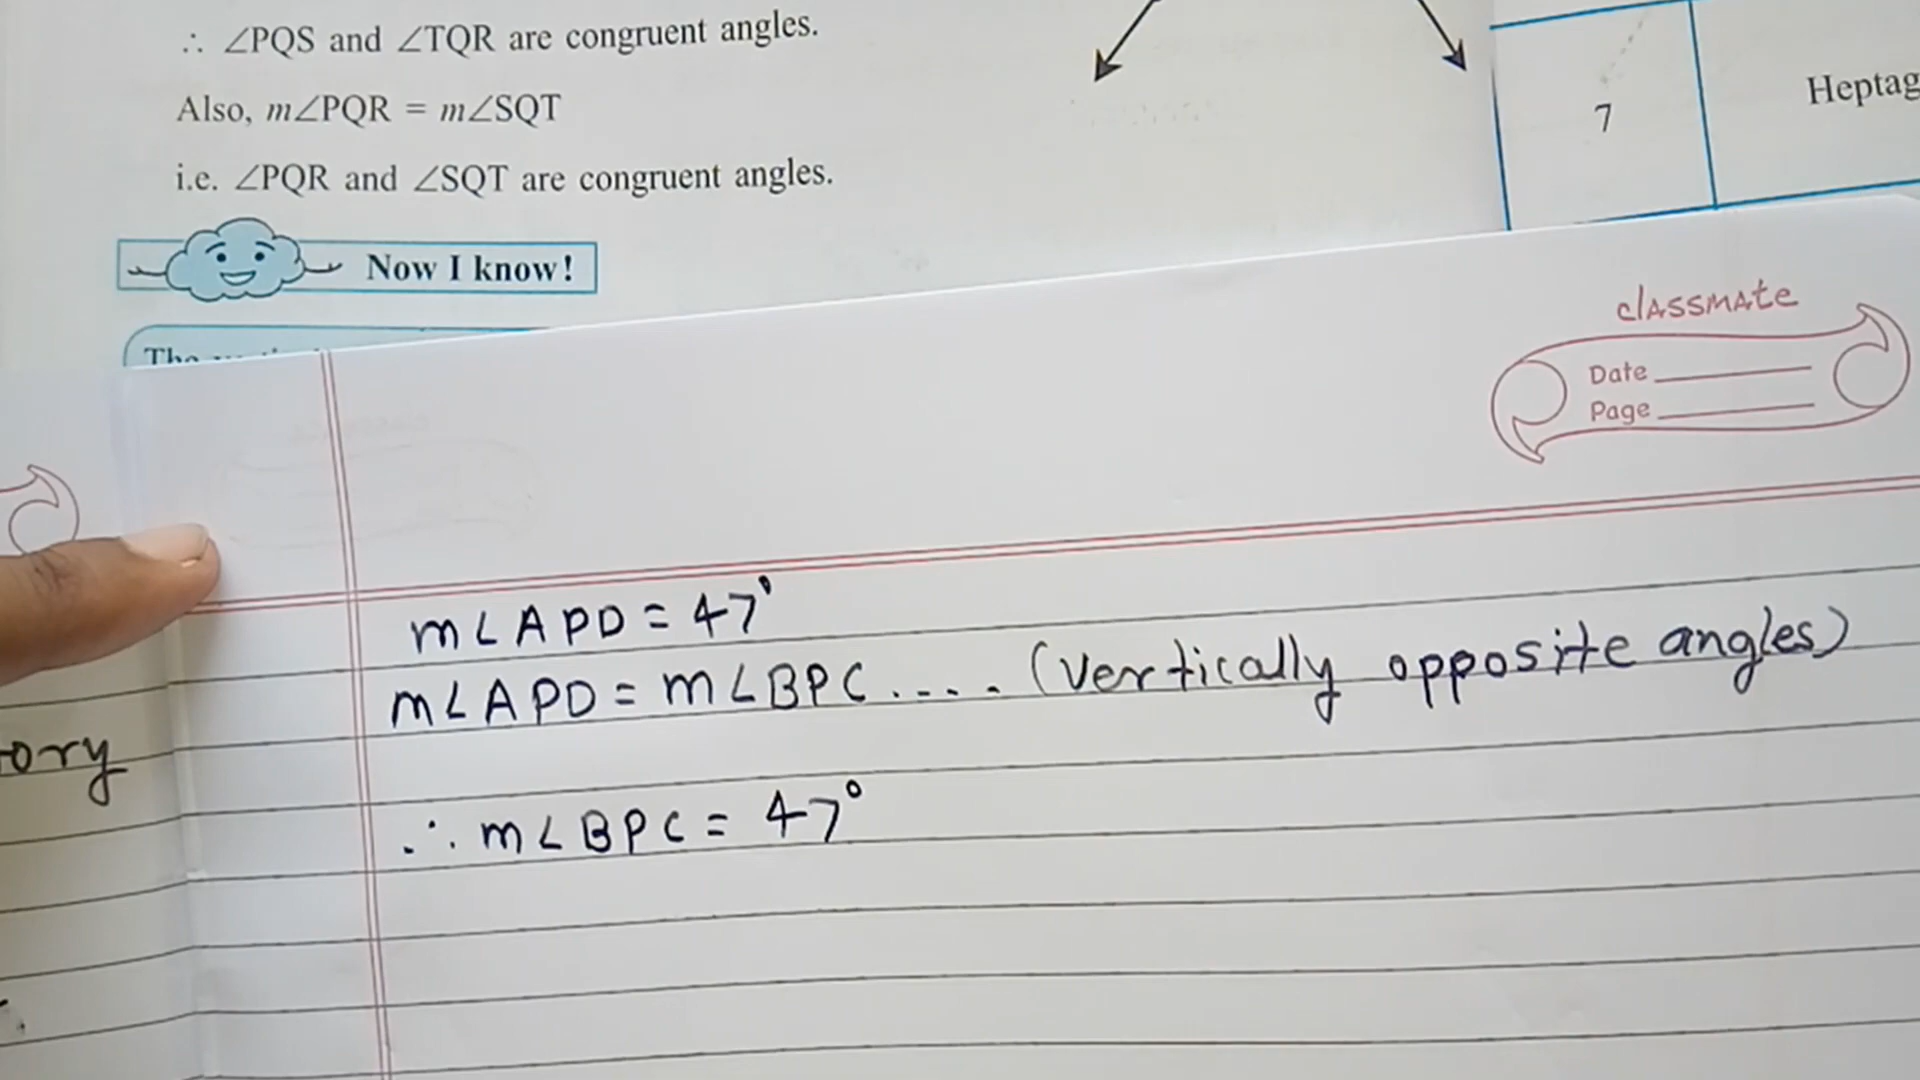 ∴ ∠PQS and ∠TQR are congruent angles.
Also, m∠PQR = m∠SQT
i.e. ∠PQR and ∠SQT are congruent angles.
Now I know!
The
7
Heptag
classmate
Date
Page
m∠APD = 47°
m∠APD = m∠BPC .... (vertically opposite angles)
∴ m∠BPC = 47°
ory